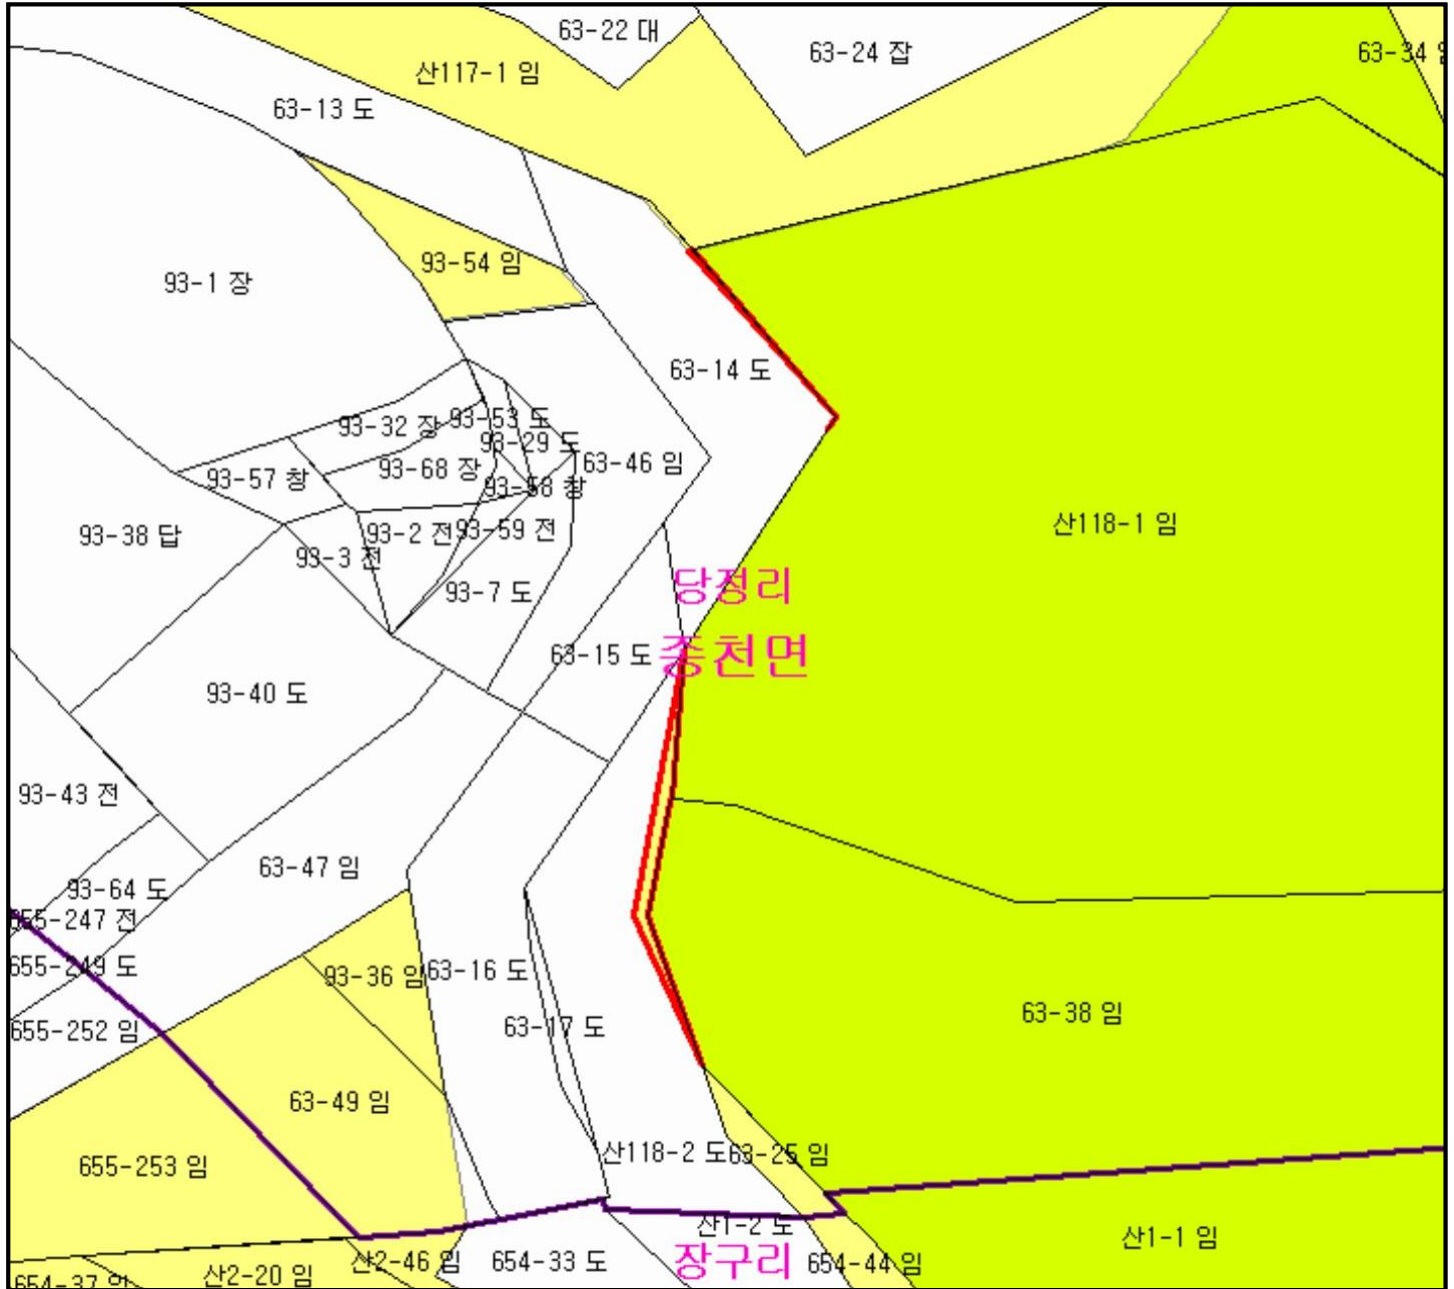 63-22 대
63-24 잡
63-34 임
산117-1 임
63-13 도
93-54 임
93-1 장
63-14 도
93-32 장
93-53 도
93-29 도
63-46 임
93-57 창
93-68 장
93-58 창
산118-1 임
93-38 답
93-2 전
93-59 전
93-3 전
93-7 도
당정리
63-15 도
종천면
93-40 도
93-43 전
63-47 임
93-64 도
655-247 전
655-249 도
93-36 임
63-16 도
655-252 임
63-17 도
63-38 임
63-49 임
산118-2 도
63-25 임
655-253 임
산1-2 도
산1-1 임
산2-46 임
654-33 도
장구리
654-44 임
산2-20 임
654-37 임